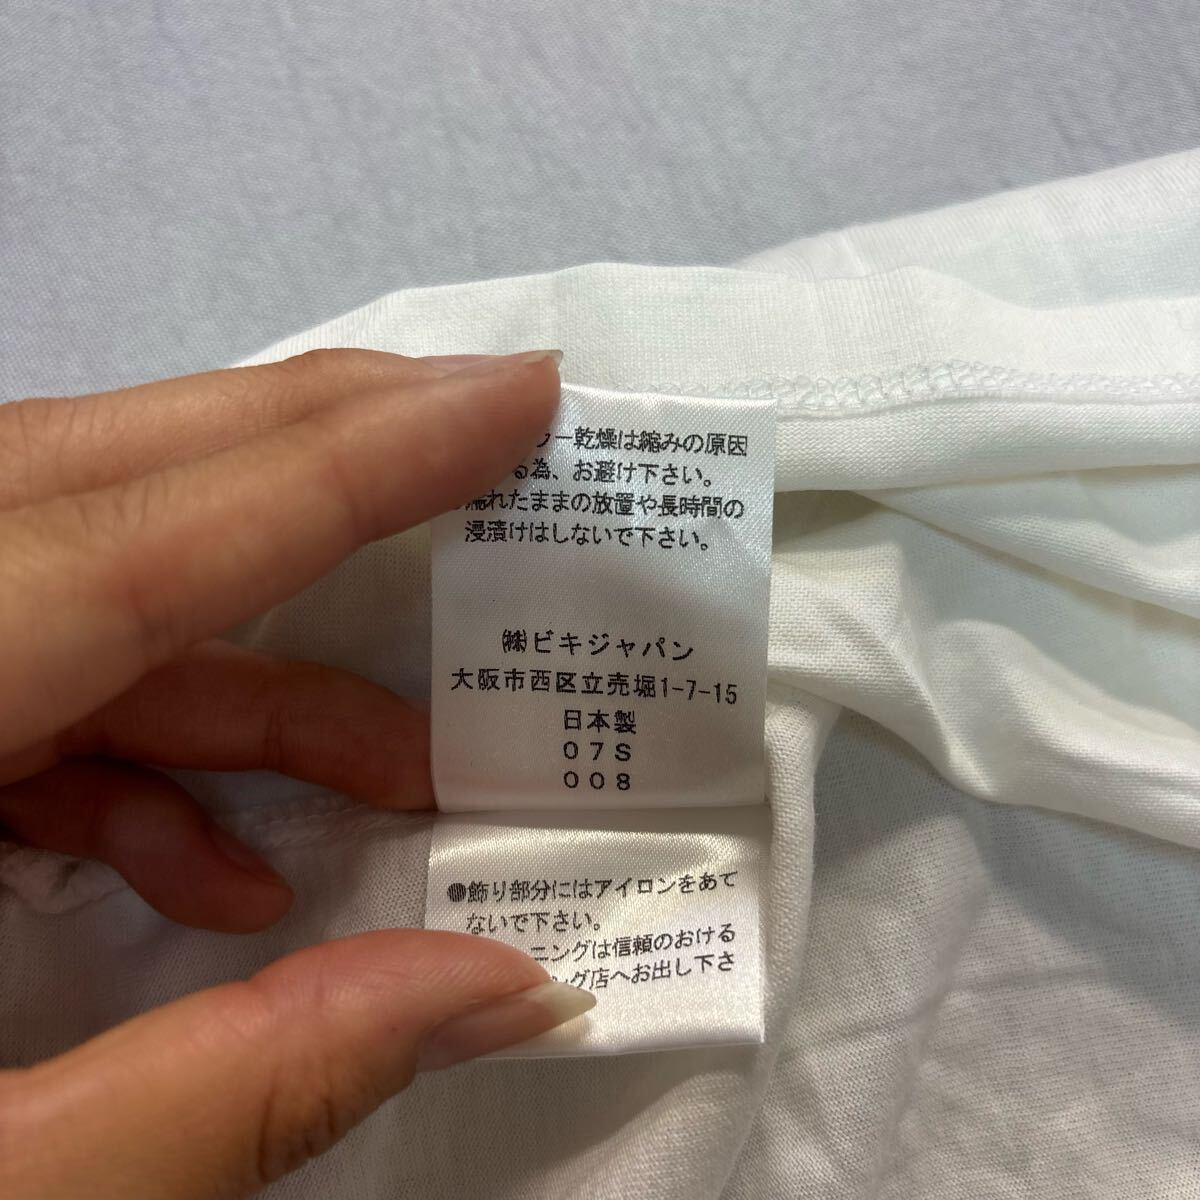 ー乾燥は縮みの原因
る為、お避け下さい。
濡れたままの放置や長時間の
浸漬けはしないで下さい。
㈱ビキジャパン
大阪市西区立売堀1-7-15
日本製
07S
008
●飾り部分にはアイロンをあて
ないで下さい。
ニングは信頼のおける
ング店へお出し下さ